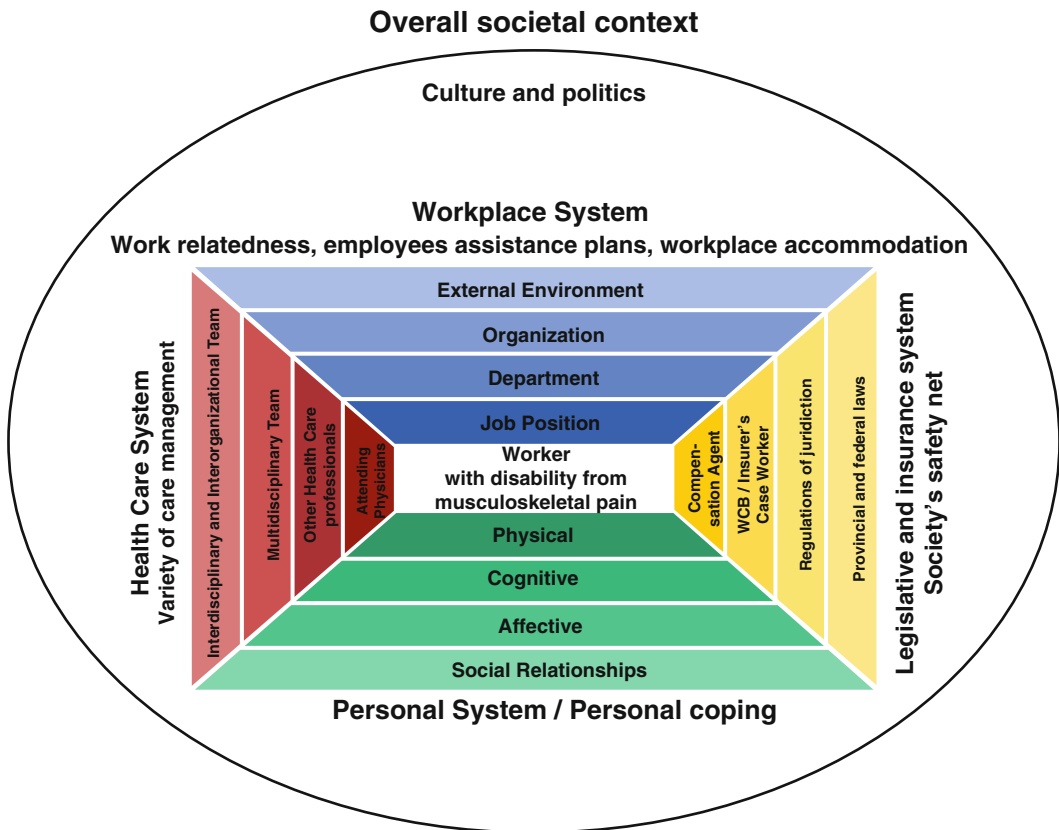 Overall societal context
Culture and politics
Workplace System
Work relatedness, employees assistance plans, workplace accommodation
External Environment
Organization
Department
Job Position
Health Care System
Variety of care management
Interdisciplinary and Interorganizational Team
Multidisciplinary Team
Other Health Care
professionals
Attending
Physicians
Worker
with disability from
musculoskeletal pain
Compen-
sation Agent
WCB / Insurer's
Case Worker
Regulations of juridiction
Provincial and federal laws
Legislative and insurance system
Society's safety net
Physical
Cognitive
Affective
Social Relationships
Personal System / Personal coping